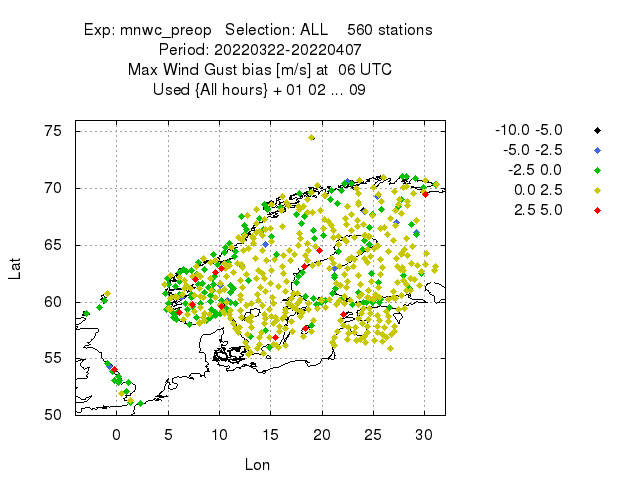 Exp: mnwc_preop   Selection: ALL    560 stations
Period: 20220322-20220407
Max Wind Gust bias [m/s] at  06 UTC
Used {All hours} + 01 02 ... 09
-10.0 -5.0
-5.0 -2.5
-2.5 0.0
0.0 2.5
2.5 5.0
75
70
65
60
55
50
Lat
0 5 10 15 20 25 30
Lon